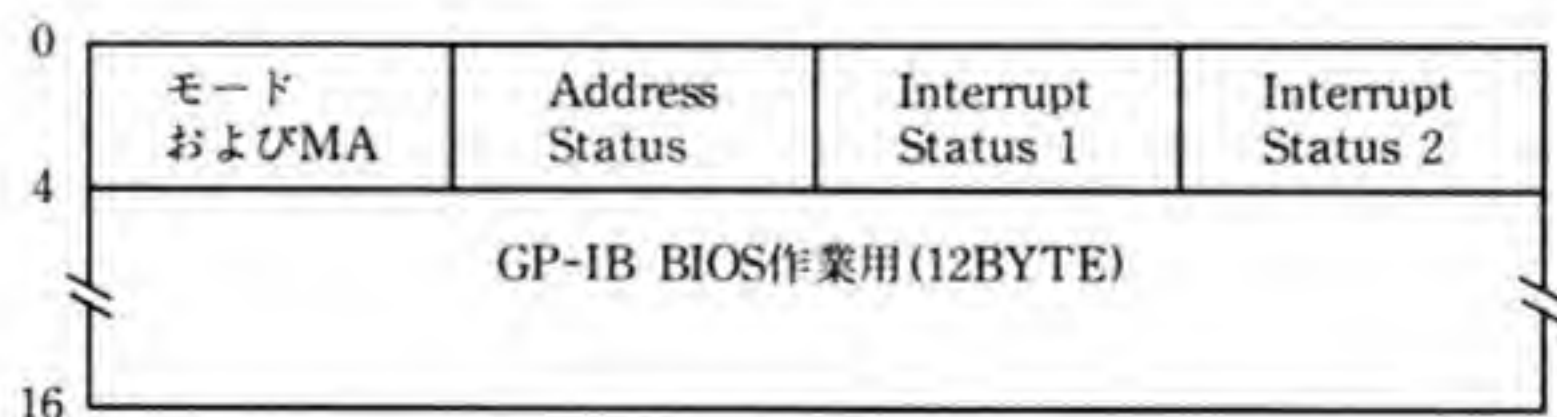 0
モード
およびMA
Address
Status
Interrupt
Status 1
Interrupt
Status 2
4
GP-IB BIOS作業用(12BYTE)
16